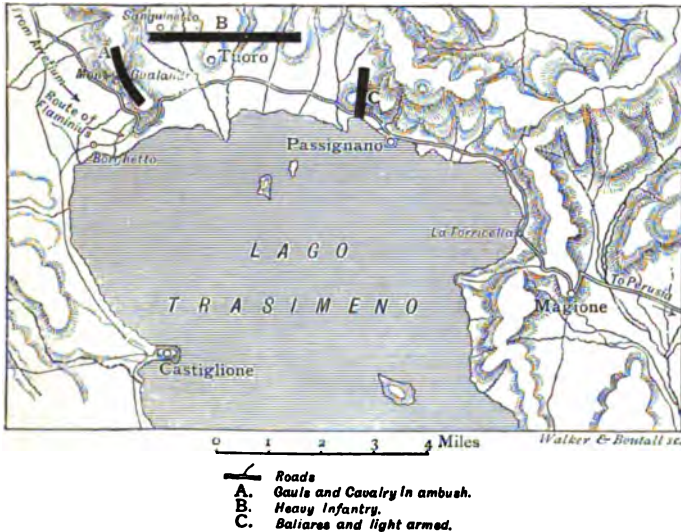 Sanguinetto
B
A
Tuoro
From Arretium
Monte Gualandro
Route of
Flaminius
C
Borghetto
Passignano
LAGO
La Torricella
TRASIMENO
To Perusia
Magione
Castiglione
0 1 2 3 4 Miles
Walker & Boutall sc.
Roads
A. Gauls and Cavalry in ambush.
B. Heavy Infantry.
C. Baliares and light armed.